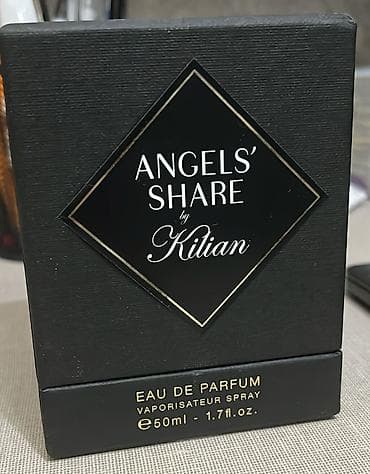 ANGELS’
SHARE
by
Kilian
EAU DE PARFUM
VAPORISATEUR SPRAY
℮50ml - 1.7fl.oz.